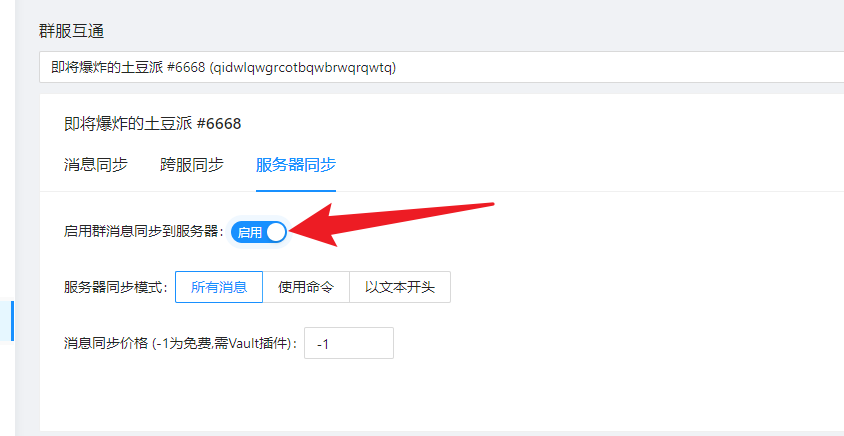 群服互通
即将爆炸的土豆派 #6668 (qidwlqwgrcotbqwbrwqrqwtq)
即将爆炸的土豆派 #6668
消息同步 跨服同步 服务器同步
启用群消息同步到服务器: 启用
服务器同步模式: 所有消息 使用命令 以文本开头
消息同步价格 (-1为免费,需Vault插件): -1